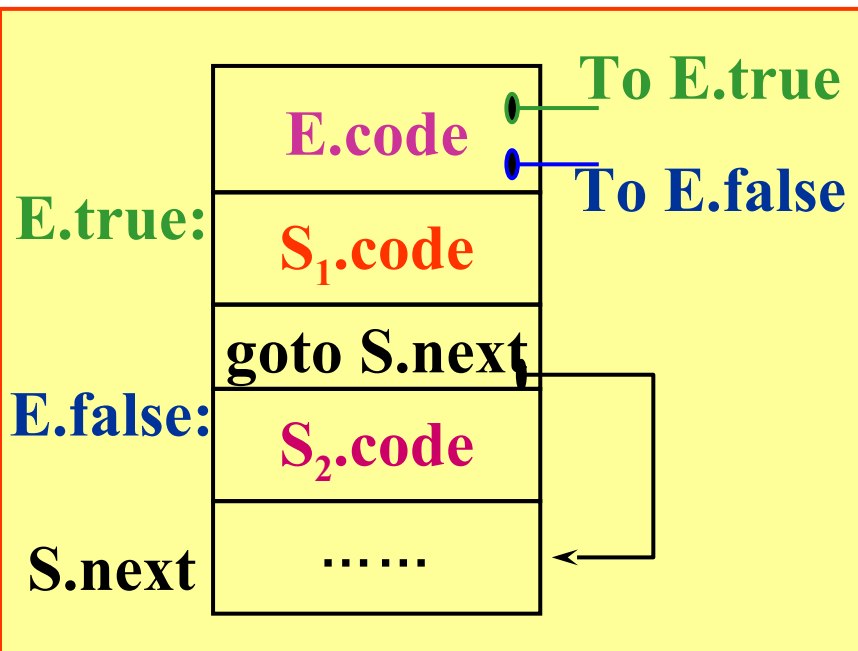 To E.true
E.code
To E.false
E.true:
S₁.code
goto S.next
E.false:
S₂.code
S.next
……